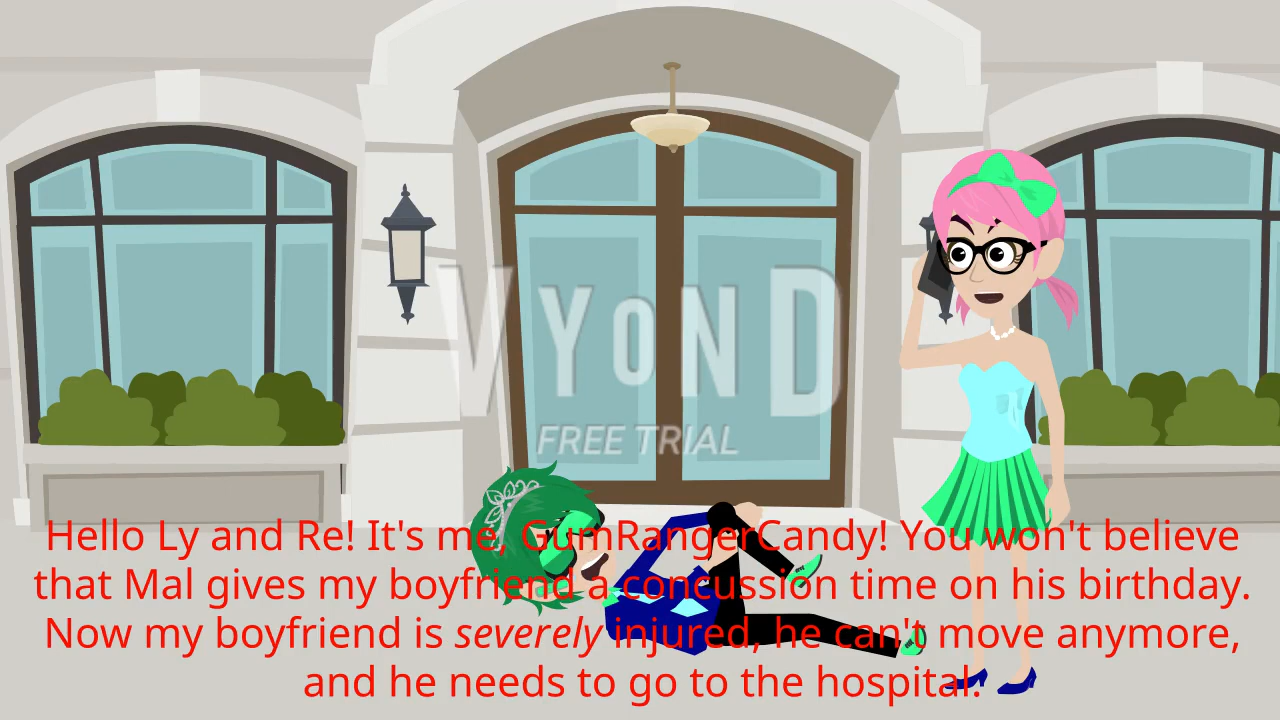 VYOND
FREE TRIAL
Hello Ly and Re! It's me, GumRangerCandy! You won't believe
that Mal gives my boyfriend a concussion time on his birthday.
Now my boyfriend is severely injured, he can't move anymore,
and he needs to go to the hospital.